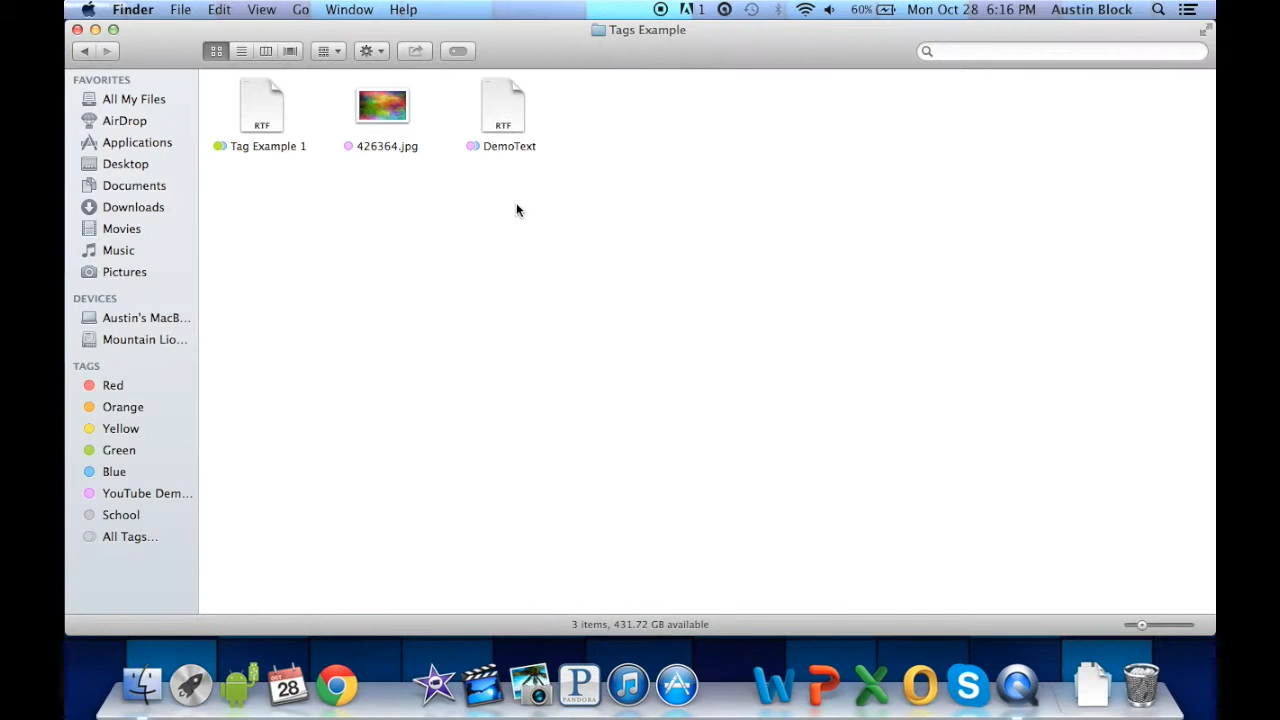 Finder File Edit View Go Window Help 1 60% Mon Oct 28 6:16 PM Austin Block
Tags Example
FAVORITES
All My Files
AirDrop
Applications
Desktop
Documents
Downloads
Movies
Music
Pictures
DEVICES
Austin's MacB...
Mountain Lio...
TAGS
Red
Orange
Yellow
Green
Blue
YouTube Dem...
School
All Tags...
RTF RTF
Tag Example 1 426364.jpg DemoText
3 items, 431.72 GB available
OCT
28
P
PANDORA
W P X O S